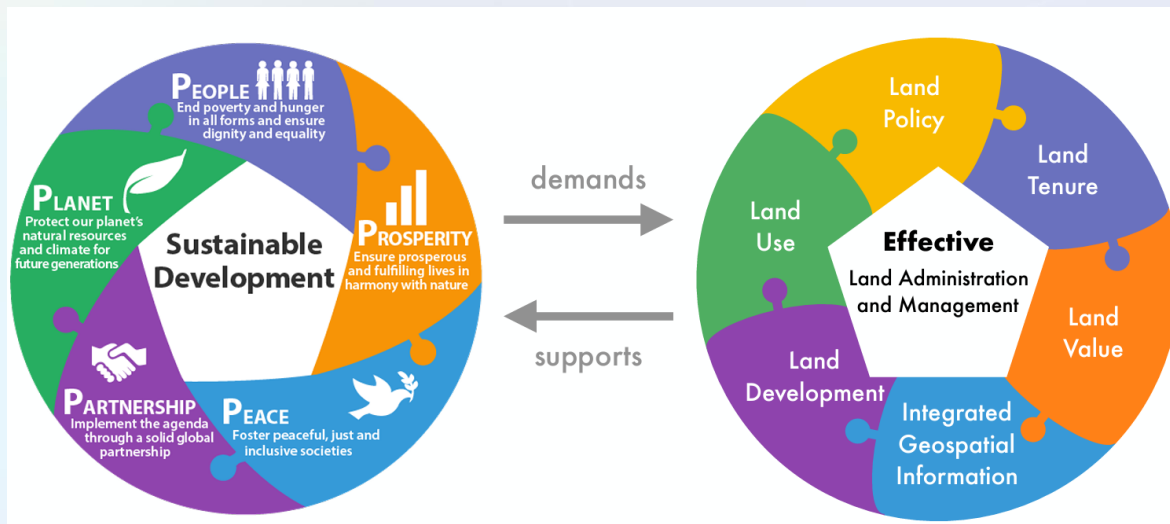 PEOPLE
End poverty and hunger
in all forms and ensure
dignity and equality
PLANET
Protect our planet's
natural resources
and climate for
future generations
Sustainable
Development
PROSPERITY
Ensure prosperous
and fulfilling lives in
harmony with nature
PARTNERSHIP
Implement the agenda
through a solid global
partnership
PEACE
Foster peaceful, just and
inclusive societies
demands
supports
Land
Policy
Land
Tenure
Land
Use
Effective
Land Administration
and Management
Land
Value
Land
Development
Integrated
Geospatial
Information